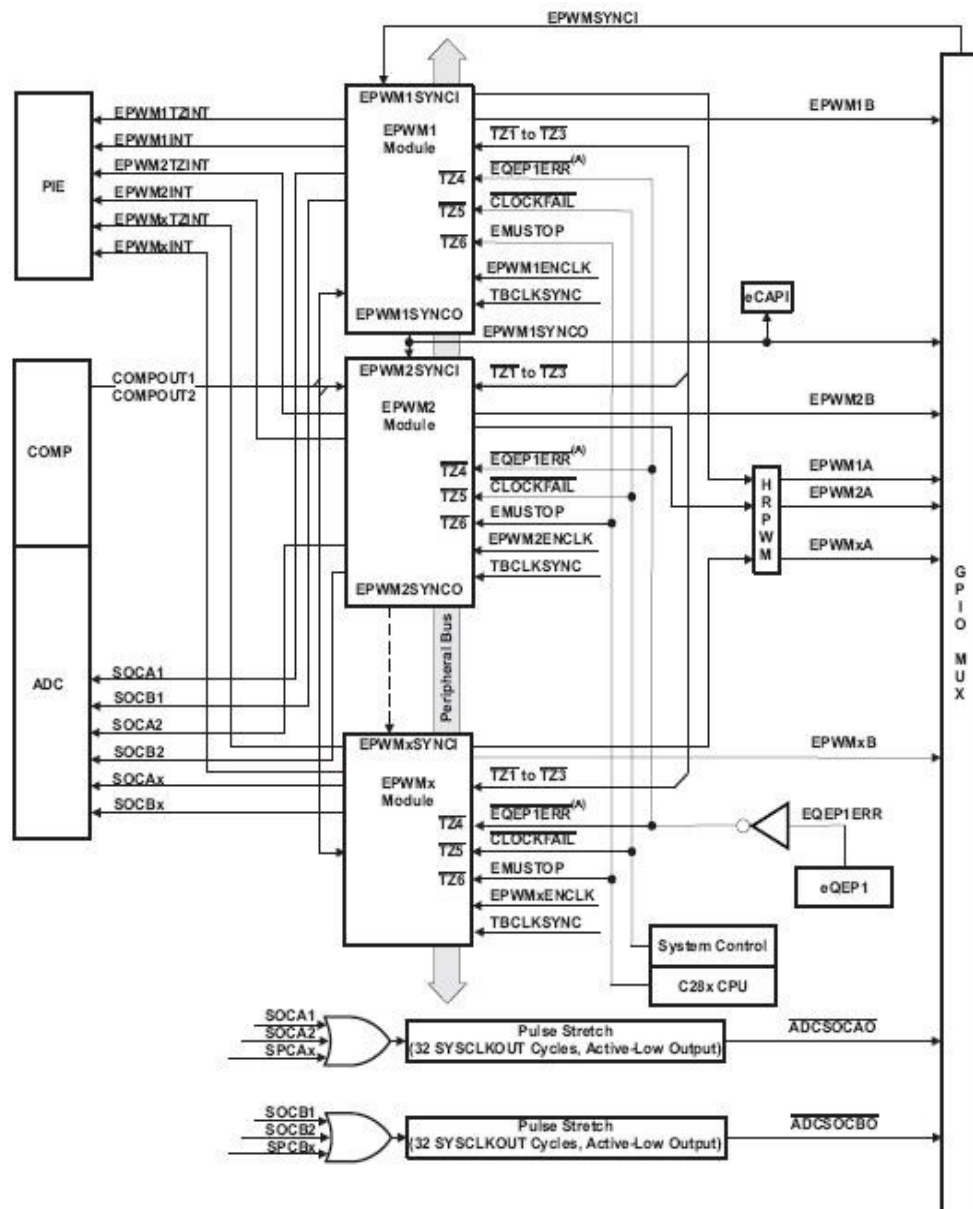 EPWMSYNCI
EPWM1SYNCI
EPWM1
Module
EPWM1TZINT
EPWM1INT
EPWM2TZINT
EPWM2INT
EPWMxTZINT
EPWMxINT
PIE
EPWM1B
TZ1 to TZ3
EQEP1ERR(A)
TZ4
CLOCKFAIL
TZ5
EMUSTOP
TZ6
EPWM1ENCLK
TBCLKSYNC
EPWM1SYNCO
eCAPI
EPWM1SYNCO
COMPOUT1
COMPOUT2
COMP
EPWM2SYNCI
EPWM2
Module
TZ1 to TZ3
EPWM2B
EQEP1ERR(A)
TZ4
CLOCKFAIL
TZ5
EMUSTOP
TZ6
EPWM2ENCLK
TBCLKSYNC
EPWM2SYNCO
HRPWM
EPWM1A
EPWM2A
EPWMxA
GPIO MUX
Peripheral Bus
ADC
SOCA1
SOCB1
SOCA2
SOCB2
SOCAx
SOCBx
EPWMxSYNCI
EPWMx
Module
EPWMxB
TZ1 to TZ3
EQEP1ERR(A)
TZ4
CLOCKFAIL
TZ5
EMUSTOP
TZ6
EPWMxENCLK
TBCLKSYNC
EQEP1ERR
eQEP1
System Control
C28x CPU
SOCA1
SOCA2
SPCAx
Pulse Stretch
(32 SYSCLKOUT Cycles, Active-Low Output)
ADCSOCAO
SOCB1
SOCB2
SPCBx
Pulse Stretch
(32 SYSCLKOUT Cycles, Active-Low Output)
ADCSOCBO